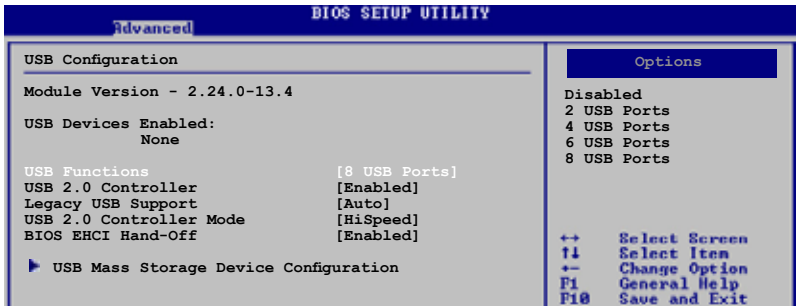 BIOS SETUP UTILITY
Advanced
USB Configuration
Module Version - 2.24.0-13.4
USB Devices Enabled:
None
USB Functions [8 USB Ports]
USB 2.0 Controller [Enabled]
Legacy USB Support [Auto]
USB 2.0 Controller Mode [HiSpeed]
BIOS EHCI Hand-Off [Enabled]
USB Mass Storage Device Configuration
Options
Disabled
2 USB Ports
4 USB Ports
6 USB Ports
8 USB Ports
↔ Select Screen
↑↓ Select Item
+- Change Option
F1 General Help
F10 Save and Exit